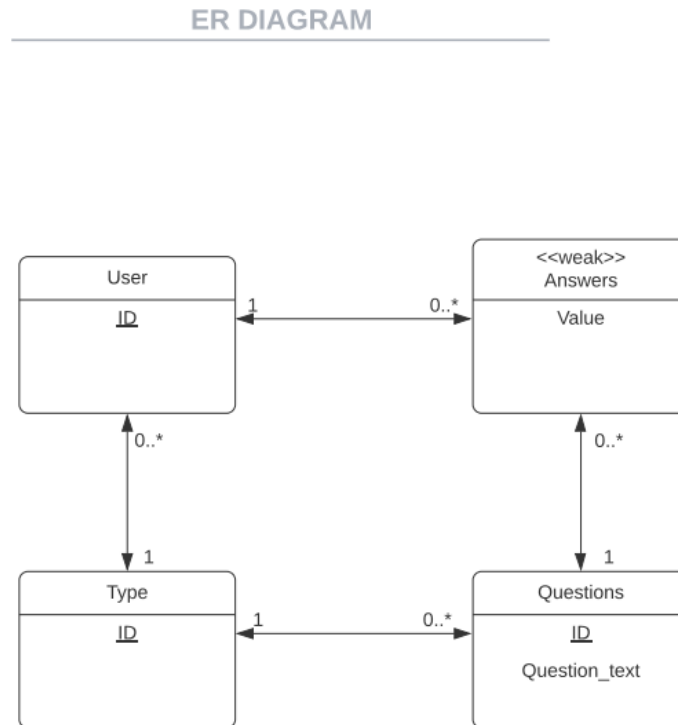 ER DIAGRAM
<<weak>>
User
Answers
ID
Value
1
0..*
0..*
0..*
1
1
Type
Questions
ID
1
0..*
ID
Question_text